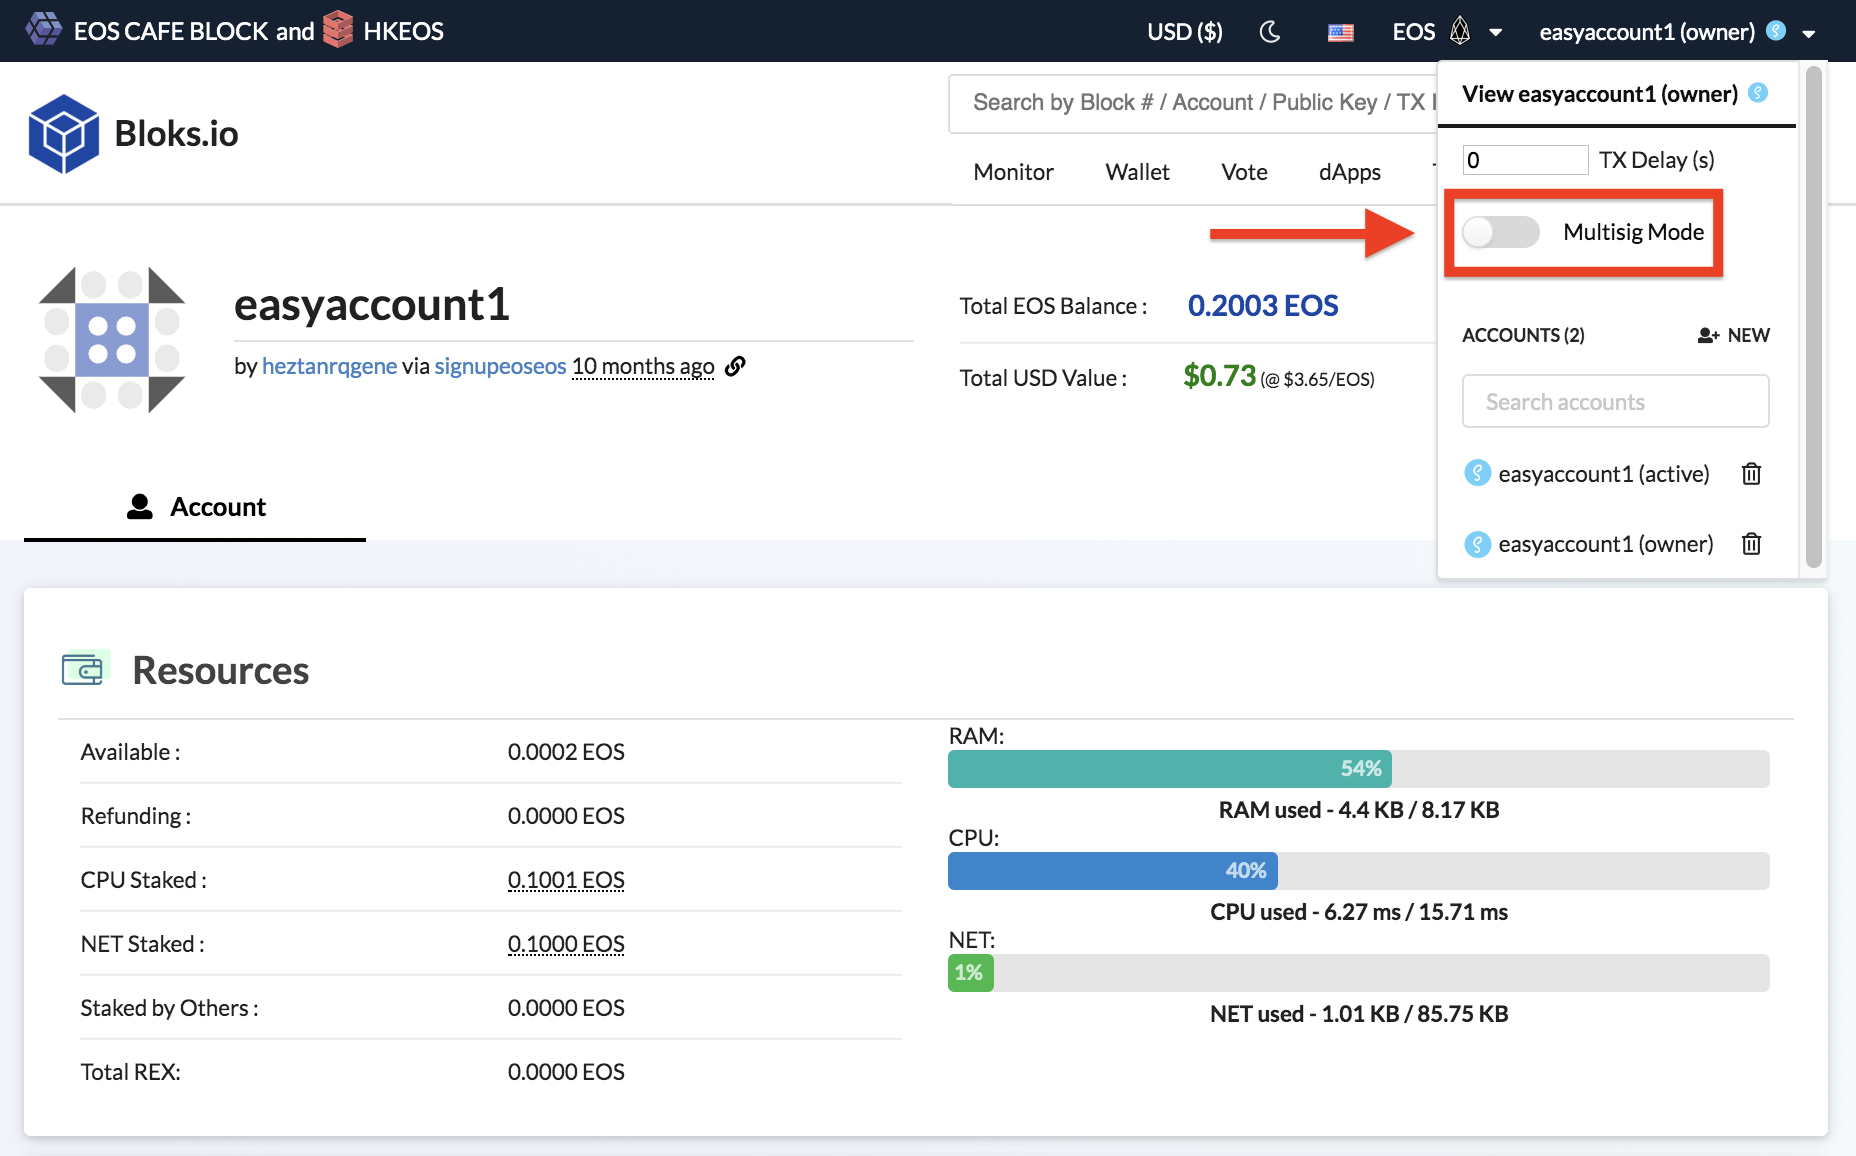 EOS CAFE BLOCK and HKEOS
USD ($)
EOS
easyaccount1 (owner)
Bloks.io
Search by Block # / Account / Public Key / TX I
Monitor
Wallet
Vote
dApps
View easyaccount1 (owner)
0 TX Delay (s)
Multisig Mode
ACCOUNTS (2)
NEW
Search accounts
easyaccount1 (active)
easyaccount1 (owner)
easyaccount1
by heztanrqgene via signupeoseos 10 months ago
Total EOS Balance : 0.2003 EOS
Total USD Value : $0.73 (@ $3.65/EOS)
Account
Resources
Available : 0.0002 EOS
Refunding : 0.0000 EOS
CPU Staked : 0.1001 EOS
NET Staked : 0.1000 EOS
Staked by Others : 0.0000 EOS
Total REX: 0.0000 EOS
RAM:
54%
RAM used - 4.4 KB / 8.17 KB
CPU:
40%
CPU used - 6.27 ms / 15.71 ms
NET:
1%
NET used - 1.01 KB / 85.75 KB